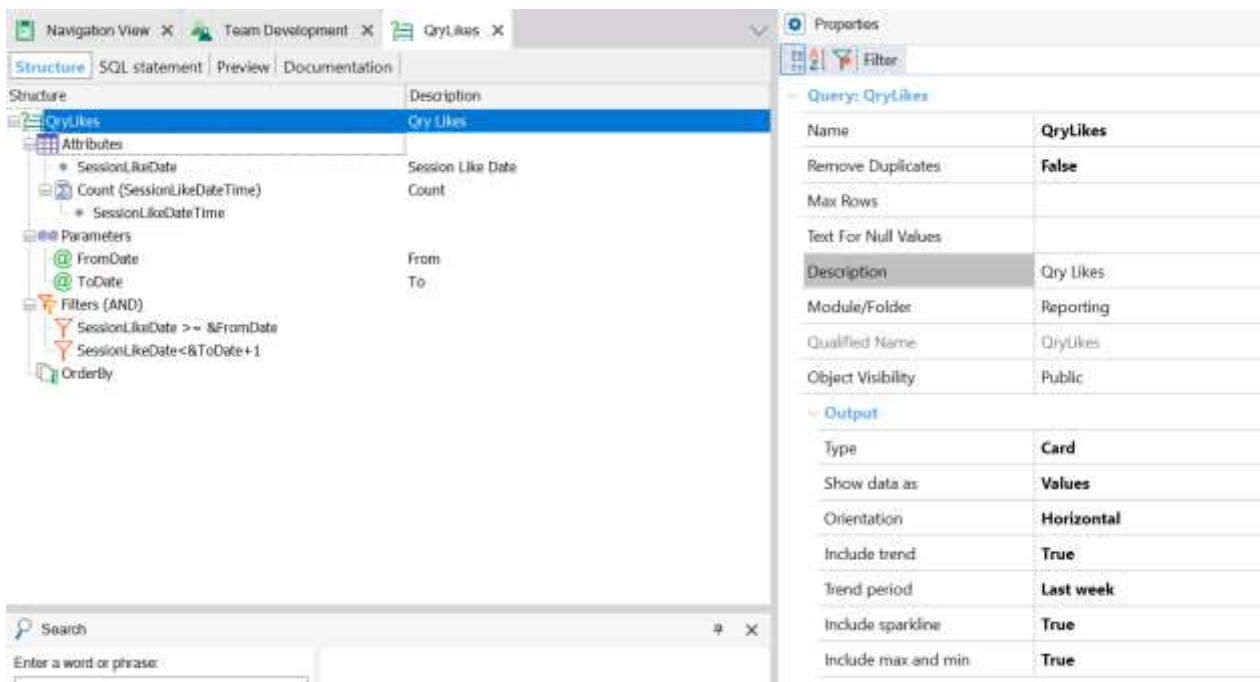 Navigation View X Team Development X QryLikes X
Structure SQL statement Preview Documentation
Structure Description
QryLikes Qry Likes
Attributes
SessionLikeDate Session Like Date
Count (SessionLikeDateTime) Count
SessionLikeDateTime
Parameters
@ FromDate From
@ ToDate To
Filters (AND)
SessionLikeDate >= &FromDate
SessionLikeDate<&ToDate+1
OrderBy
Search
Enter a word or phrase:
Properties
Filter
Query: QryLikes
Name QryLikes
Remove Duplicates False
Max Rows
Text For Null Values
Description Qry Likes
Module/Folder Reporting
Qualified Name QryLikes
Object Visibility Public
Output
Type Card
Show data as Values
Orientation Horizontal
Include trend True
Trend period Last week
Include sparkline True
Include max and min True